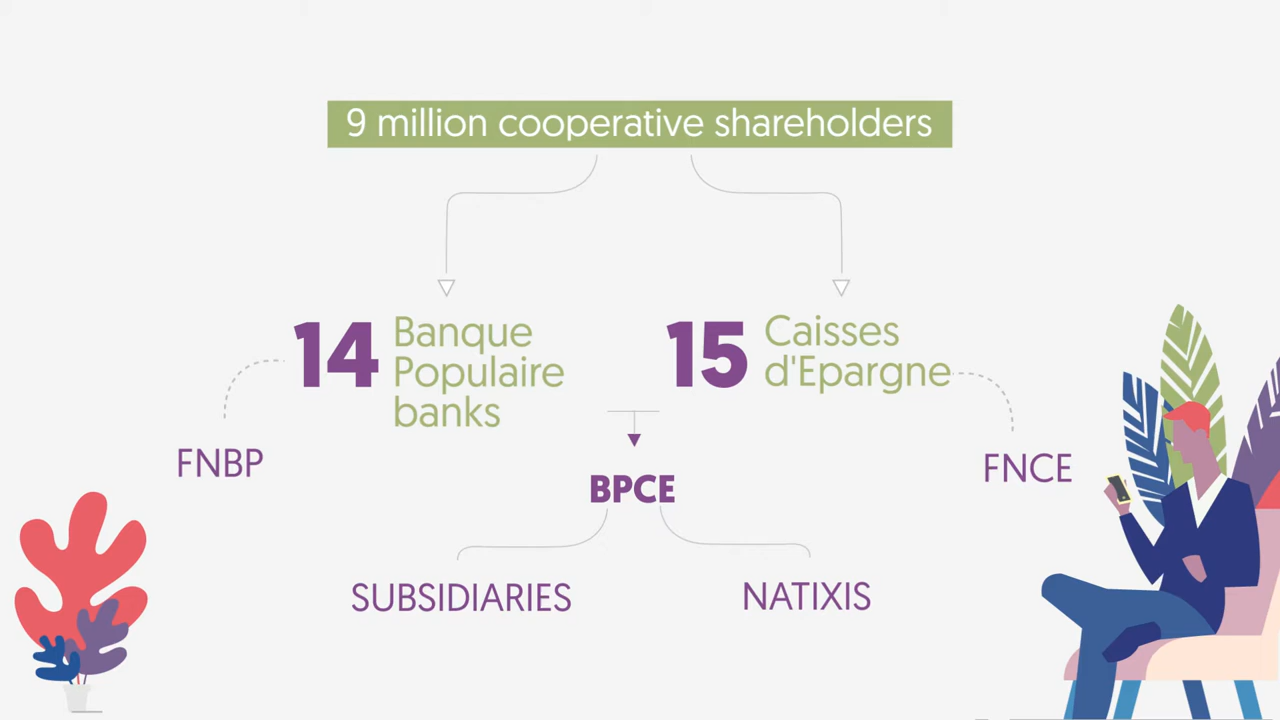 9 million cooperative shareholders
14 Banque
Populaire
banks
15 Caisses
d'Epargne
FNBP
FNCE
BPCE
SUBSIDIARIES
NATIXIS